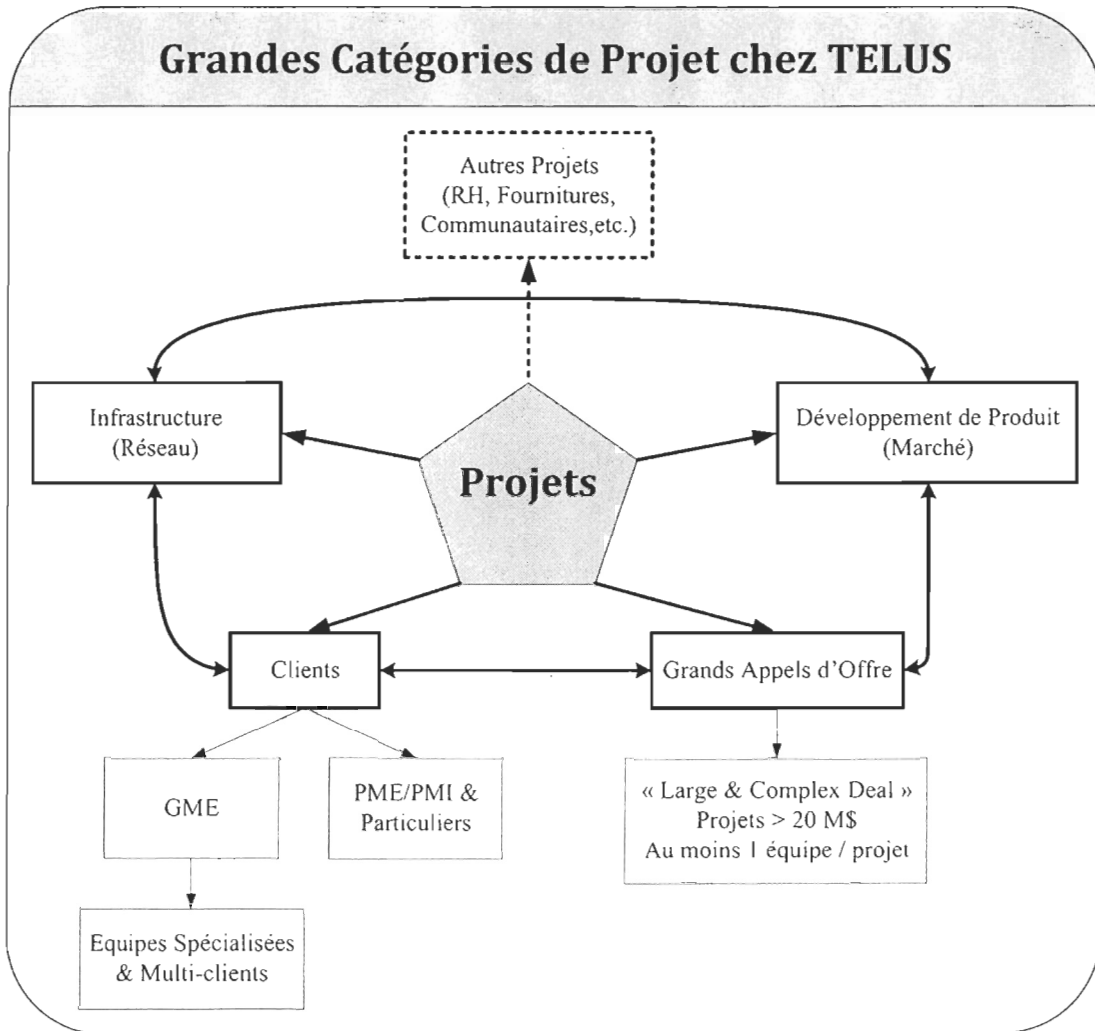 Grandes Catégories de Projet chez TELUS
Autres Projets
(RH, Fournitures,
Communautaires,etc.)
Infrastructure
(Réseau)
Développement de Produit
(Marché)
Projets
Clients
Grands Appels d'Offre
GME
PME/PMI &
Particuliers
« Large & Complex Deal »
Projets > 20 M$
Au moins 1 équipe / projet
Equipes Spécialisées
& Multi-clients